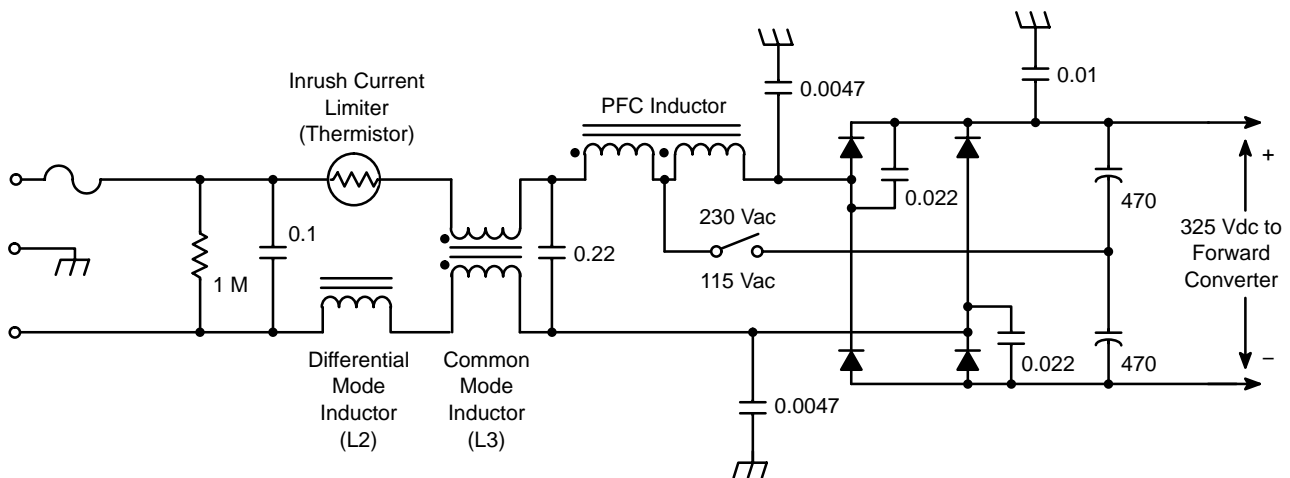 0.01
0.0047
Inrush Current
Limiter
(Thermistor)
PFC Inductor
+
0.022
470
230 Vac
0.1
0.22
325 Vdc to
Forward
Converter
1 M
115 Vac
Differential
Mode
Inductor
(L2)
Common
Mode
Inductor
(L3)
0.022
470
−
0.0047